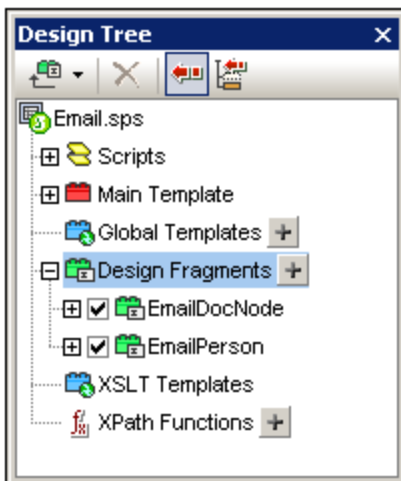 Design Tree
Email.sps
Scripts
Main Template
Global Templates
Design Fragments
EmailDocNode
EmailPerson
XSLT Templates
XPath Functions